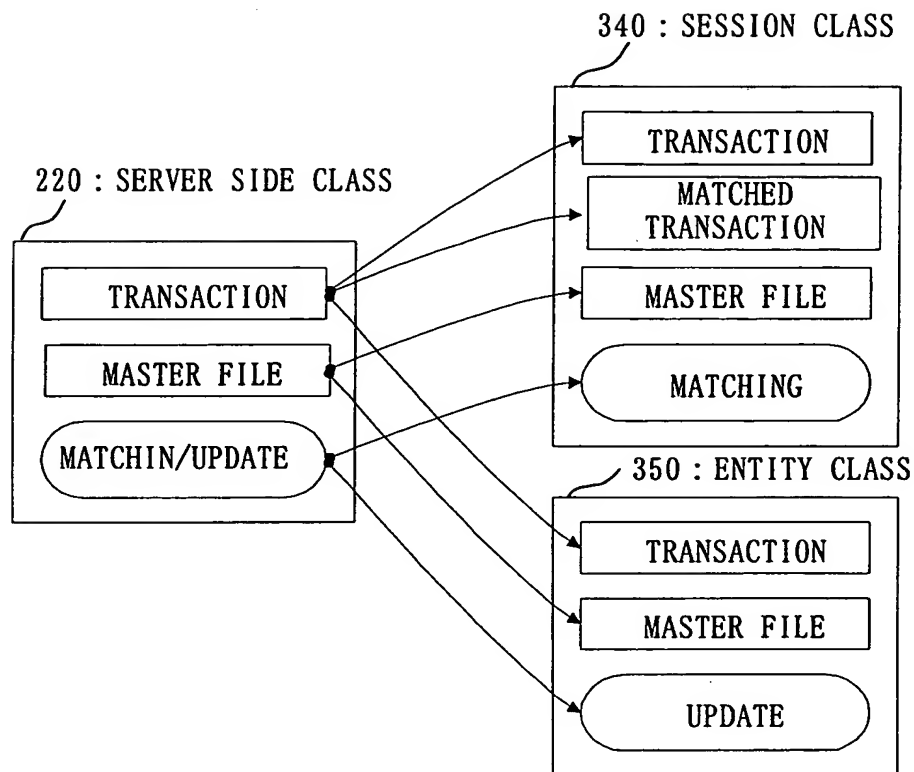 340 : SESSION CLASS
TRANSACTION
MATCHED
TRANSACTION
MASTER FILE
MATCHING
220 : SERVER SIDE CLASS
TRANSACTION
MASTER FILE
MATCHIN/UPDATE
350 : ENTITY CLASS
TRANSACTION
MASTER FILE
UPDATE